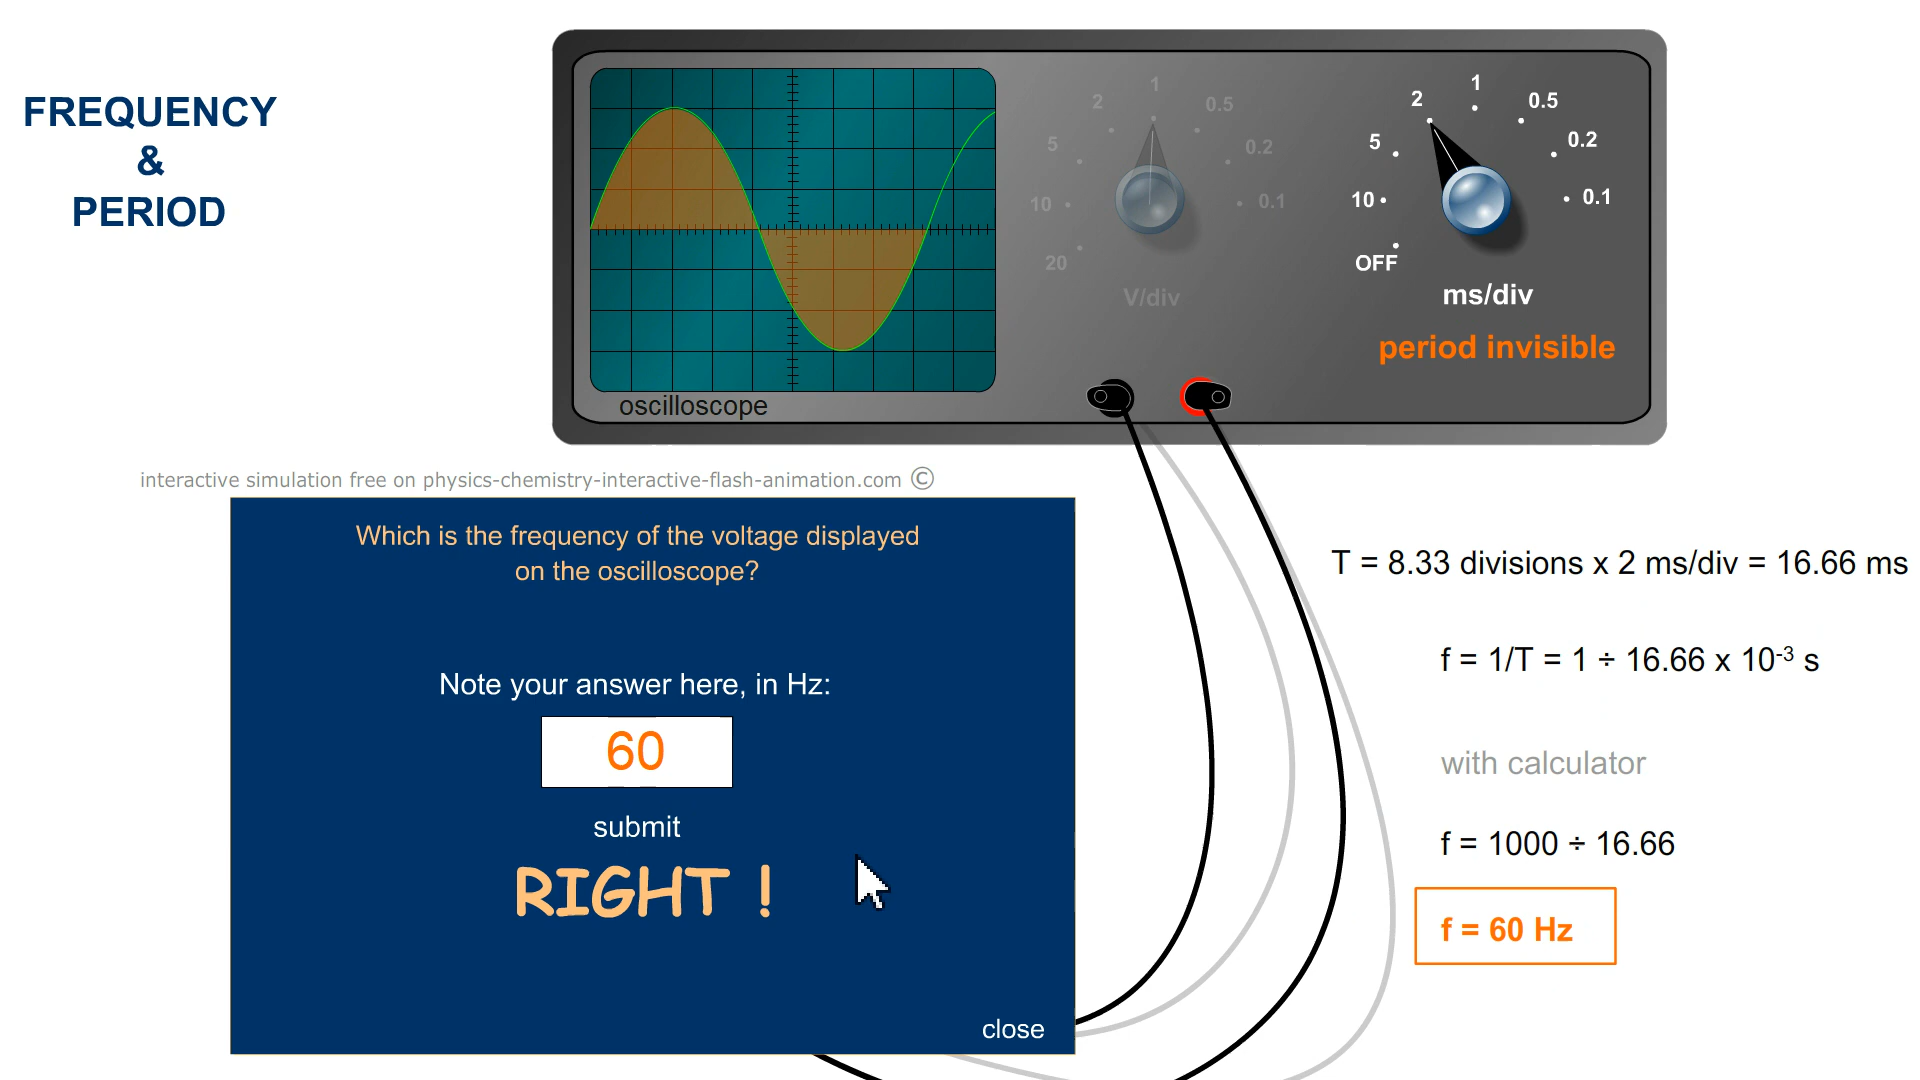 FREQUENCY
&
PERIOD
1
2
0.5
5
0.2
10
0.1
20
V/div
1
2
0.5
5
0.2
10
0.1
OFF
ms/div
period invisible
oscilloscope
interactive simulation free on physics-chemistry-interactive-flash-animation.com ©
Which is the frequency of the voltage displayed
on the oscilloscope?
Note your answer here, in Hz:
60
submit
RIGHT !
close
T = 8.33 divisions x 2 ms/div = 16.66 ms
f = 1/T = 1 ÷ 16.66 x 10⁻³ s
with calculator
f = 1000 ÷ 16.66
f = 60 Hz